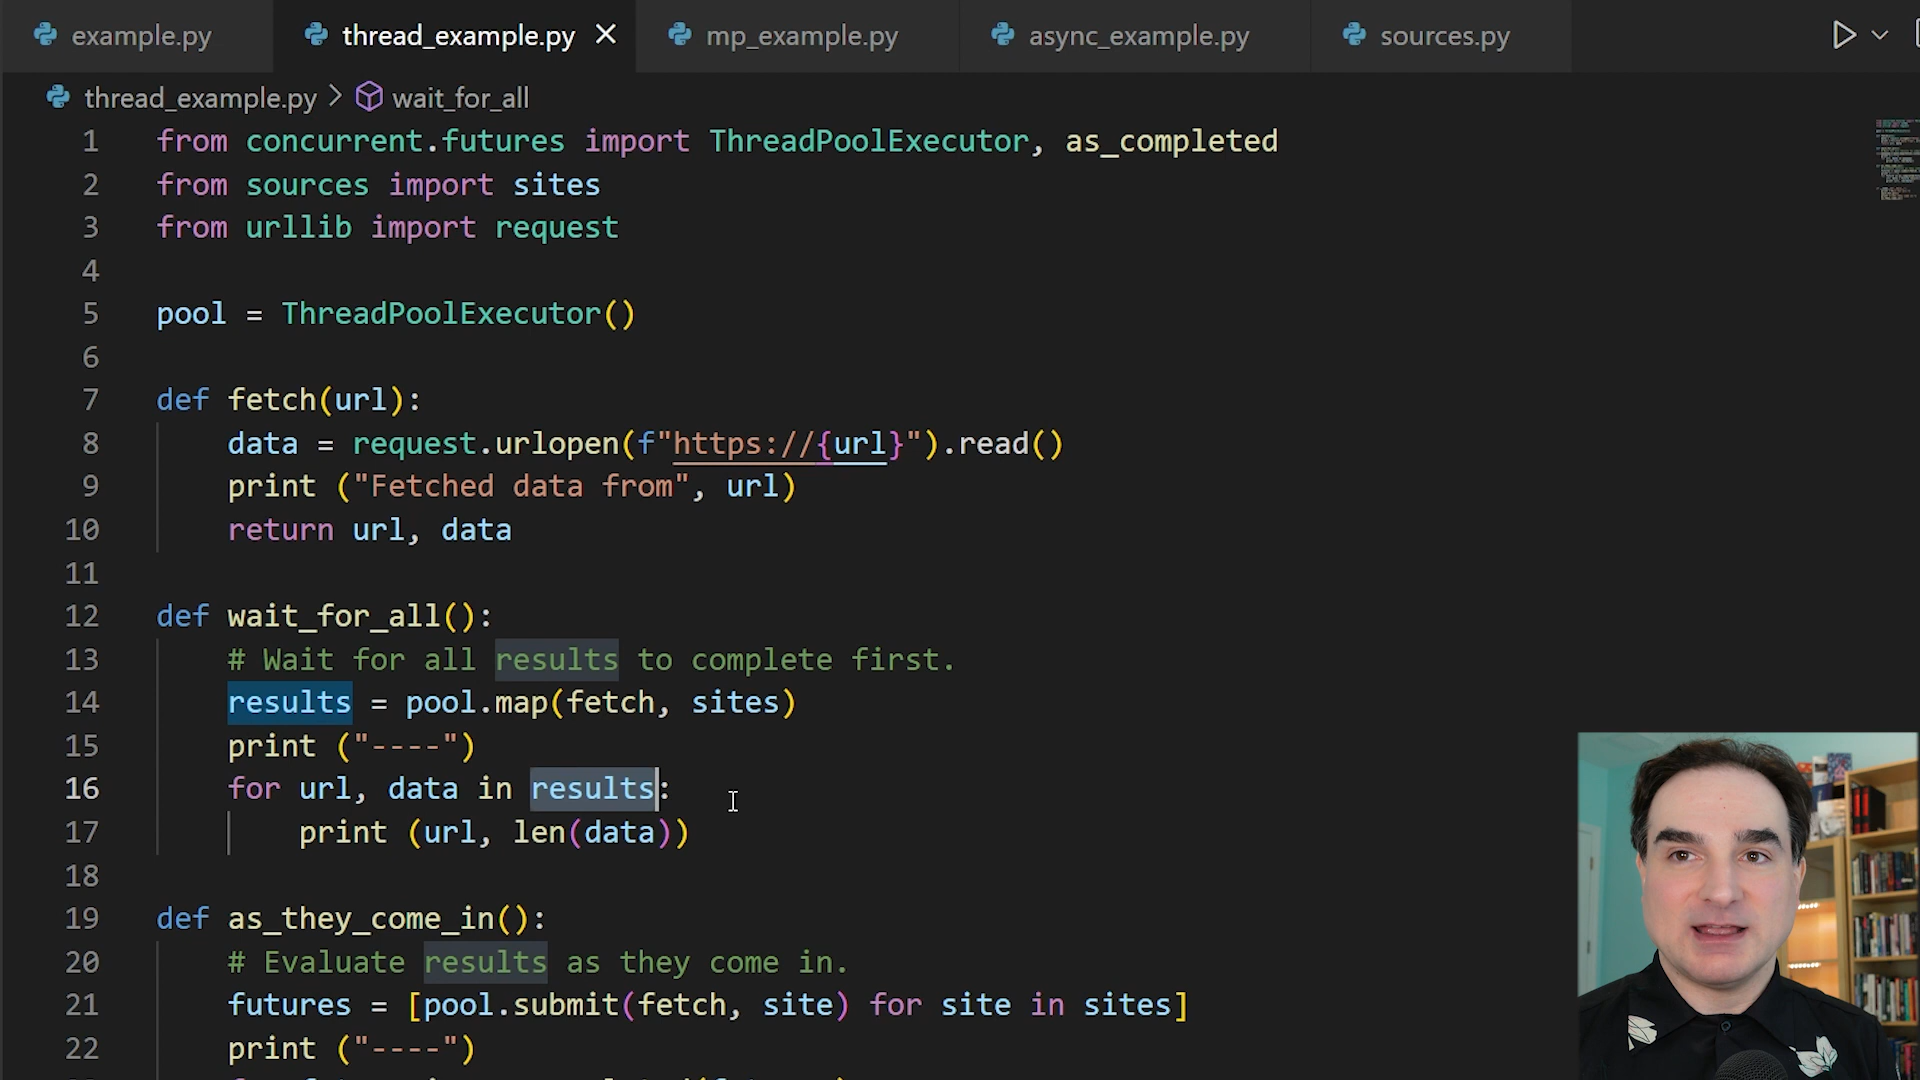 example.py
thread_example.py
mp_example.py
async_example.py
sources.py
thread_example.py > wait_for_all
1 from concurrent.futures import ThreadPoolExecutor, as_completed
2 from sources import sites
3 from urllib import request
4
5 pool = ThreadPoolExecutor()
6
7 def fetch(url):
8 data = request.urlopen(f"https://{url}").read()
9 print ("Fetched data from", url)
10 return url, data
11
12 def wait_for_all():
13 # Wait for all results to complete first.
14 results = pool.map(fetch, sites)
15 print ("----")
16 for url, data in results:
17 print (url, len(data))
18
19 def as_they_come_in():
20 # Evaluate results as they come in.
21 futures = [pool.submit(fetch, site) for site in sites]
22 print ("----")